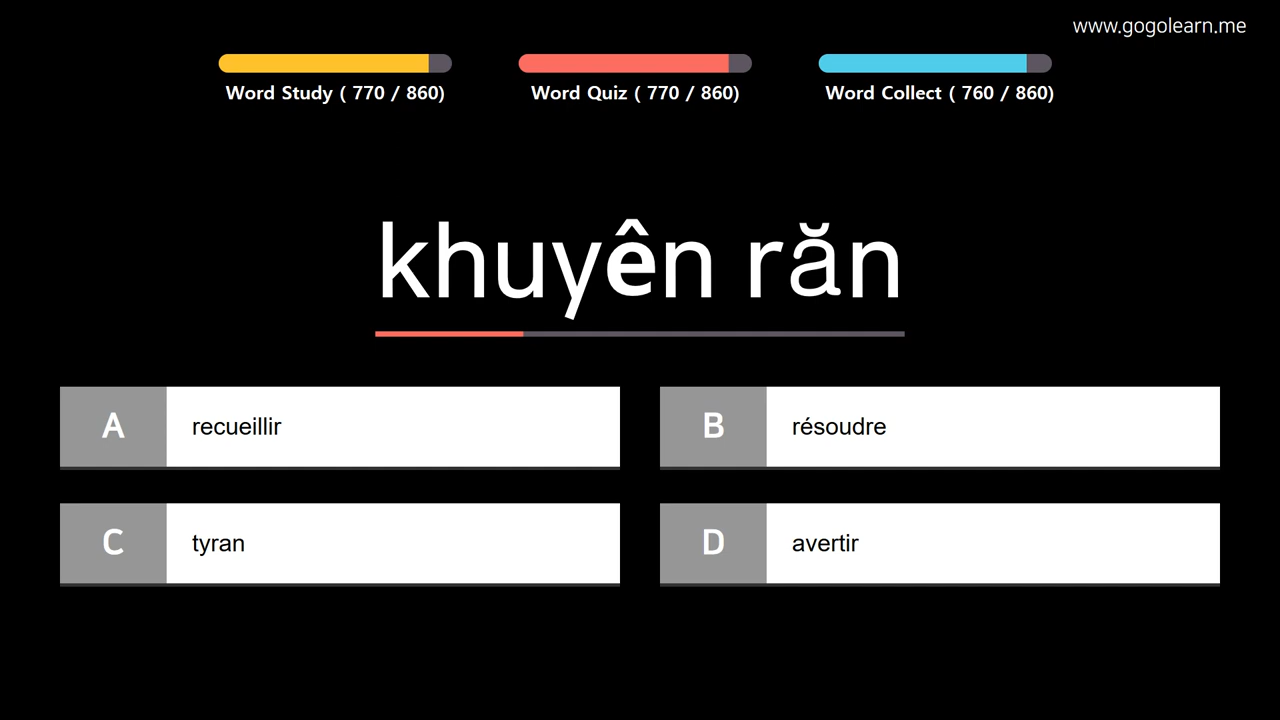 www.gogolearn.me
Word Study ( 770 / 860)
Word Quiz ( 770 / 860)
Word Collect ( 760 / 860)
khuyên răn
A recueillir
B résoudre
C tyran
D avertir